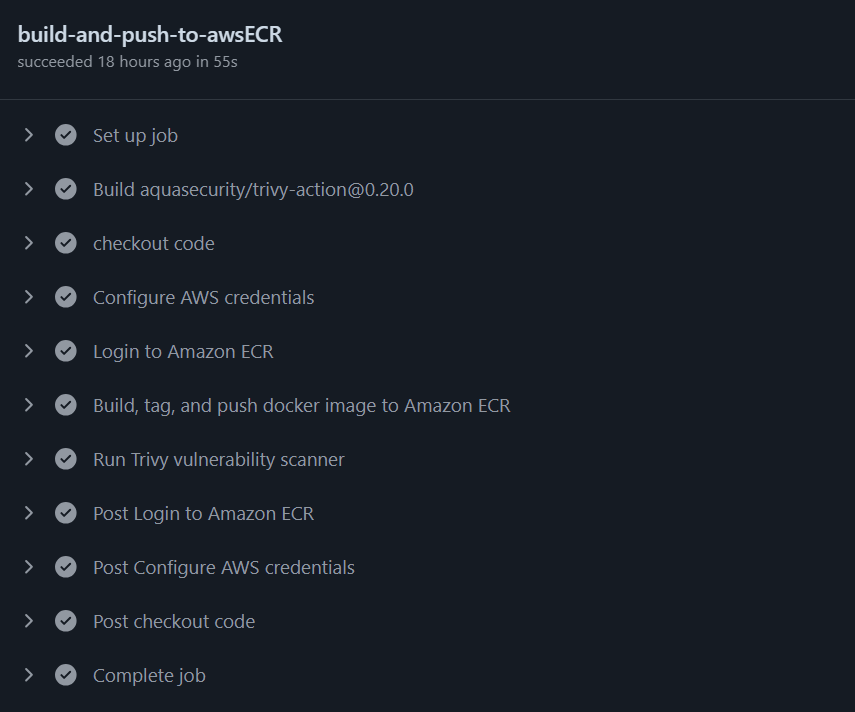 build-and-push-to-awsECR
succeeded 18 hours ago in 55s
Set up job
Build aquasecurity/trivy-action@0.20.0
checkout code
Configure AWS credentials
Login to Amazon ECR
Build, tag, and push docker image to Amazon ECR
Run Trivy vulnerability scanner
Post Login to Amazon ECR
Post Configure AWS credentials
Post checkout code
Complete job